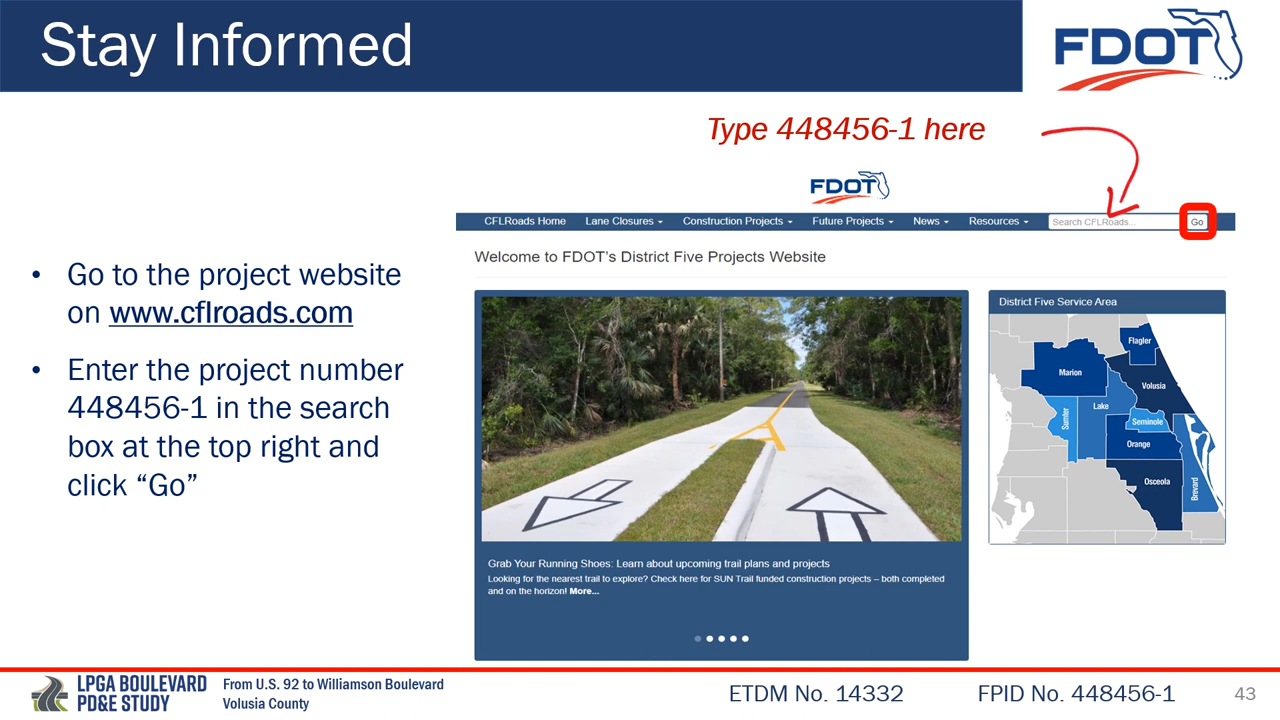 Stay Informed
FDOT
Type 448456-1 here
FDOT
CFLRoads Home Lane Closures Construction Projects Future Projects News Resources Search CFLRoads... Go
Welcome to FDOT's District Five Projects Website
• Go to the project website
on www.cflroads.com
• Enter the project number
448456-1 in the search
box at the top right and
click “Go”
Grab Your Running Shoes: Learn about upcoming trail plans and projects
Looking for the nearest trail to explore? Check here for SUN Trail funded construction projects – both completed
and on the horizon! More...
District Five Service Area
Flagler
Marion
Volusia
Sumter
Lake
Seminole
Orange
Osceola
Brevard
LPGA BOULEVARD
PD&E STUDY
From U.S. 92 to Williamson Boulevard
Volusia County
ETDM No. 14332
FPID No. 448456-1
43